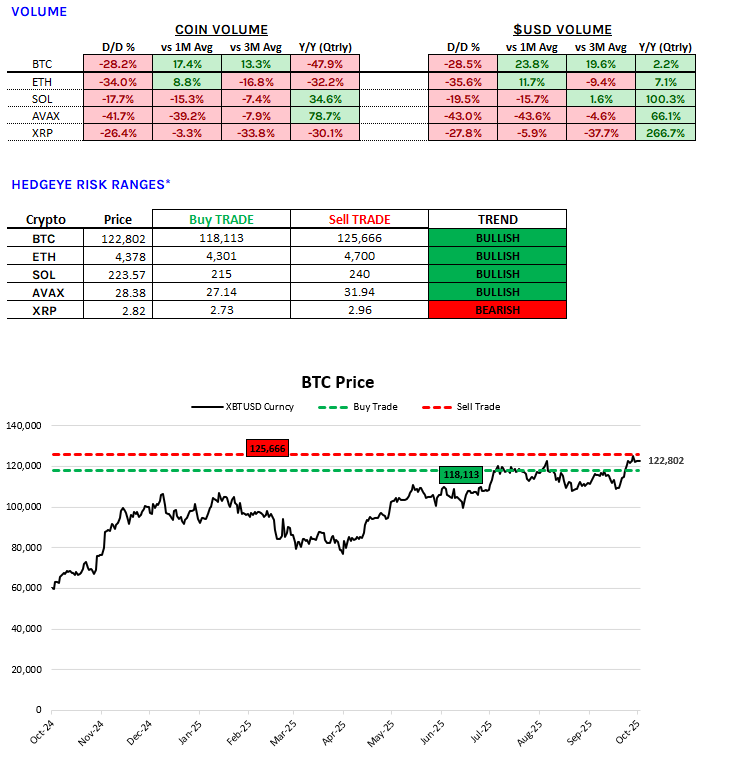 VOLUME
COIN VOLUME $USD VOLUME
D/D % vs 1M Avg vs 3M Avg Y/Y (Qtrly) D/D % vs 1M Avg vs 3M Avg Y/Y (Qtrly)
BTC -28.2% 17.4% 13.3% -47.9% -28.5% 23.8% 19.6% 2.2%
ETH -34.0% 8.8% -16.8% -32.2% -35.6% 11.7% -9.4% 7.1%
SOL -17.7% -15.3% -7.4% 34.6% -19.5% -15.7% 1.6% 100.3%
AVAX -41.7% -39.2% -7.9% 78.7% -43.0% -43.6% -4.6% 66.1%
XRP -26.4% -3.3% -33.8% -30.1% -27.8% -5.9% -37.7% 266.7%
HEDGEYE RISK RANGES*
Crypto Price Buy TRADE Sell TRADE TREND
BTC 122,802 118,113 125,666 BULLISH
ETH 4,378 4,301 4,700 BULLISH
SOL 223.57 215 240 BULLISH
AVAX 28.38 27.14 31.94 BULLISH
XRP 2.82 2.73 2.96 BEARISH
BTC Price
XBTUSD Curncy Buy Trade Sell Trade
140,000
125,666
120,000
122,802
118,113
100,000
80,000
60,000
40,000
20,000
0
Oct-24 Nov-24 Dec-24 Jan-25 Feb-25 Mar-25 Apr-25 May-25 Jun-25 Jul-25 Aug-25 Sep-25 Oct-25